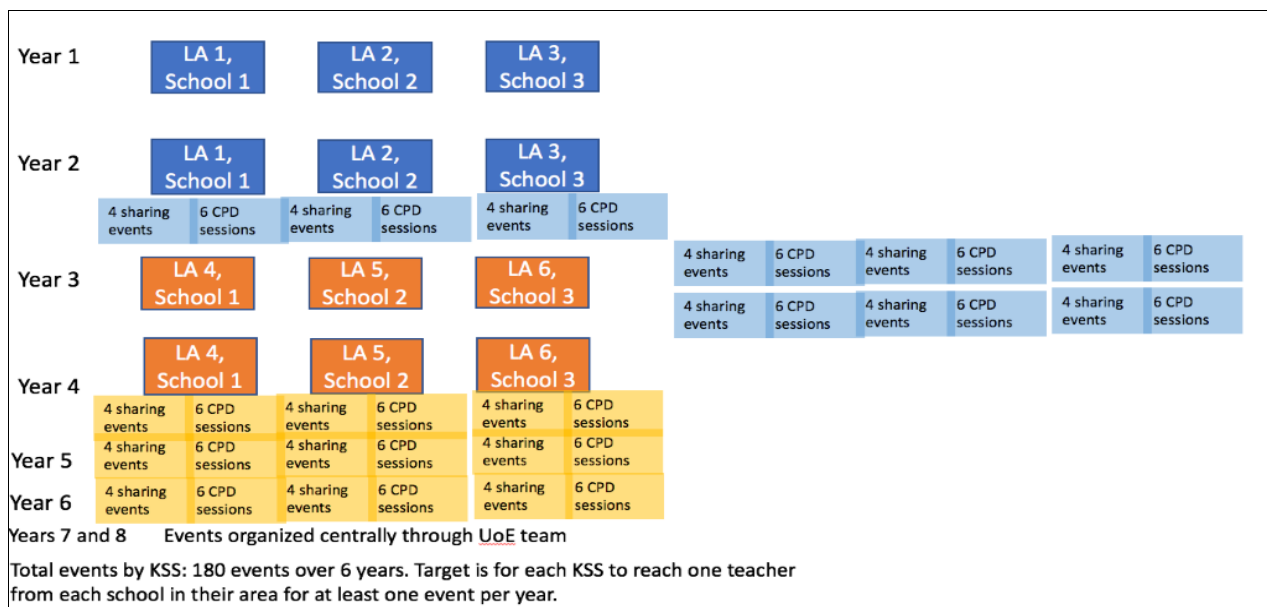 Year 1
LA 1,
School 1
LA 2,
School 2
LA 3,
School 3
Year 2
LA 1,
School 1
LA 2,
School 2
LA 3,
School 3
4 sharing
events
6 CPD
sessions
4 sharing
events
6 CPD
sessions
4 sharing
events
6 CPD
sessions
Year 3
LA 4,
School 1
LA 5,
School 2
LA 6,
School 3
4 sharing
events
6 CPD
sessions
4 sharing
events
6 CPD
sessions
4 sharing
events
6 CPD
sessions
4 sharing
events
6 CPD
sessions
4 sharing
events
6 CPD
sessions
4 sharing
events
6 CPD
sessions
Year 4
LA 4,
School 1
LA 5,
School 2
LA 6,
School 3
4 sharing
events
6 CPD
sessions
4 sharing
events
6 CPD
sessions
4 sharing
events
6 CPD
sessions
Year 5
4 sharing
events
6 CPD
sessions
4 sharing
events
6 CPD
sessions
4 sharing
events
6 CPD
sessions
Year 6
4 sharing
events
6 CPD
sessions
4 sharing
events
6 CPD
sessions
4 sharing
events
6 CPD
sessions
Years 7 and 8 Events organized centrally through UoE team
Total events by KSS: 180 events over 6 years. Target is for each KSS to reach one teacher
from each school in their area for at least one event per year.